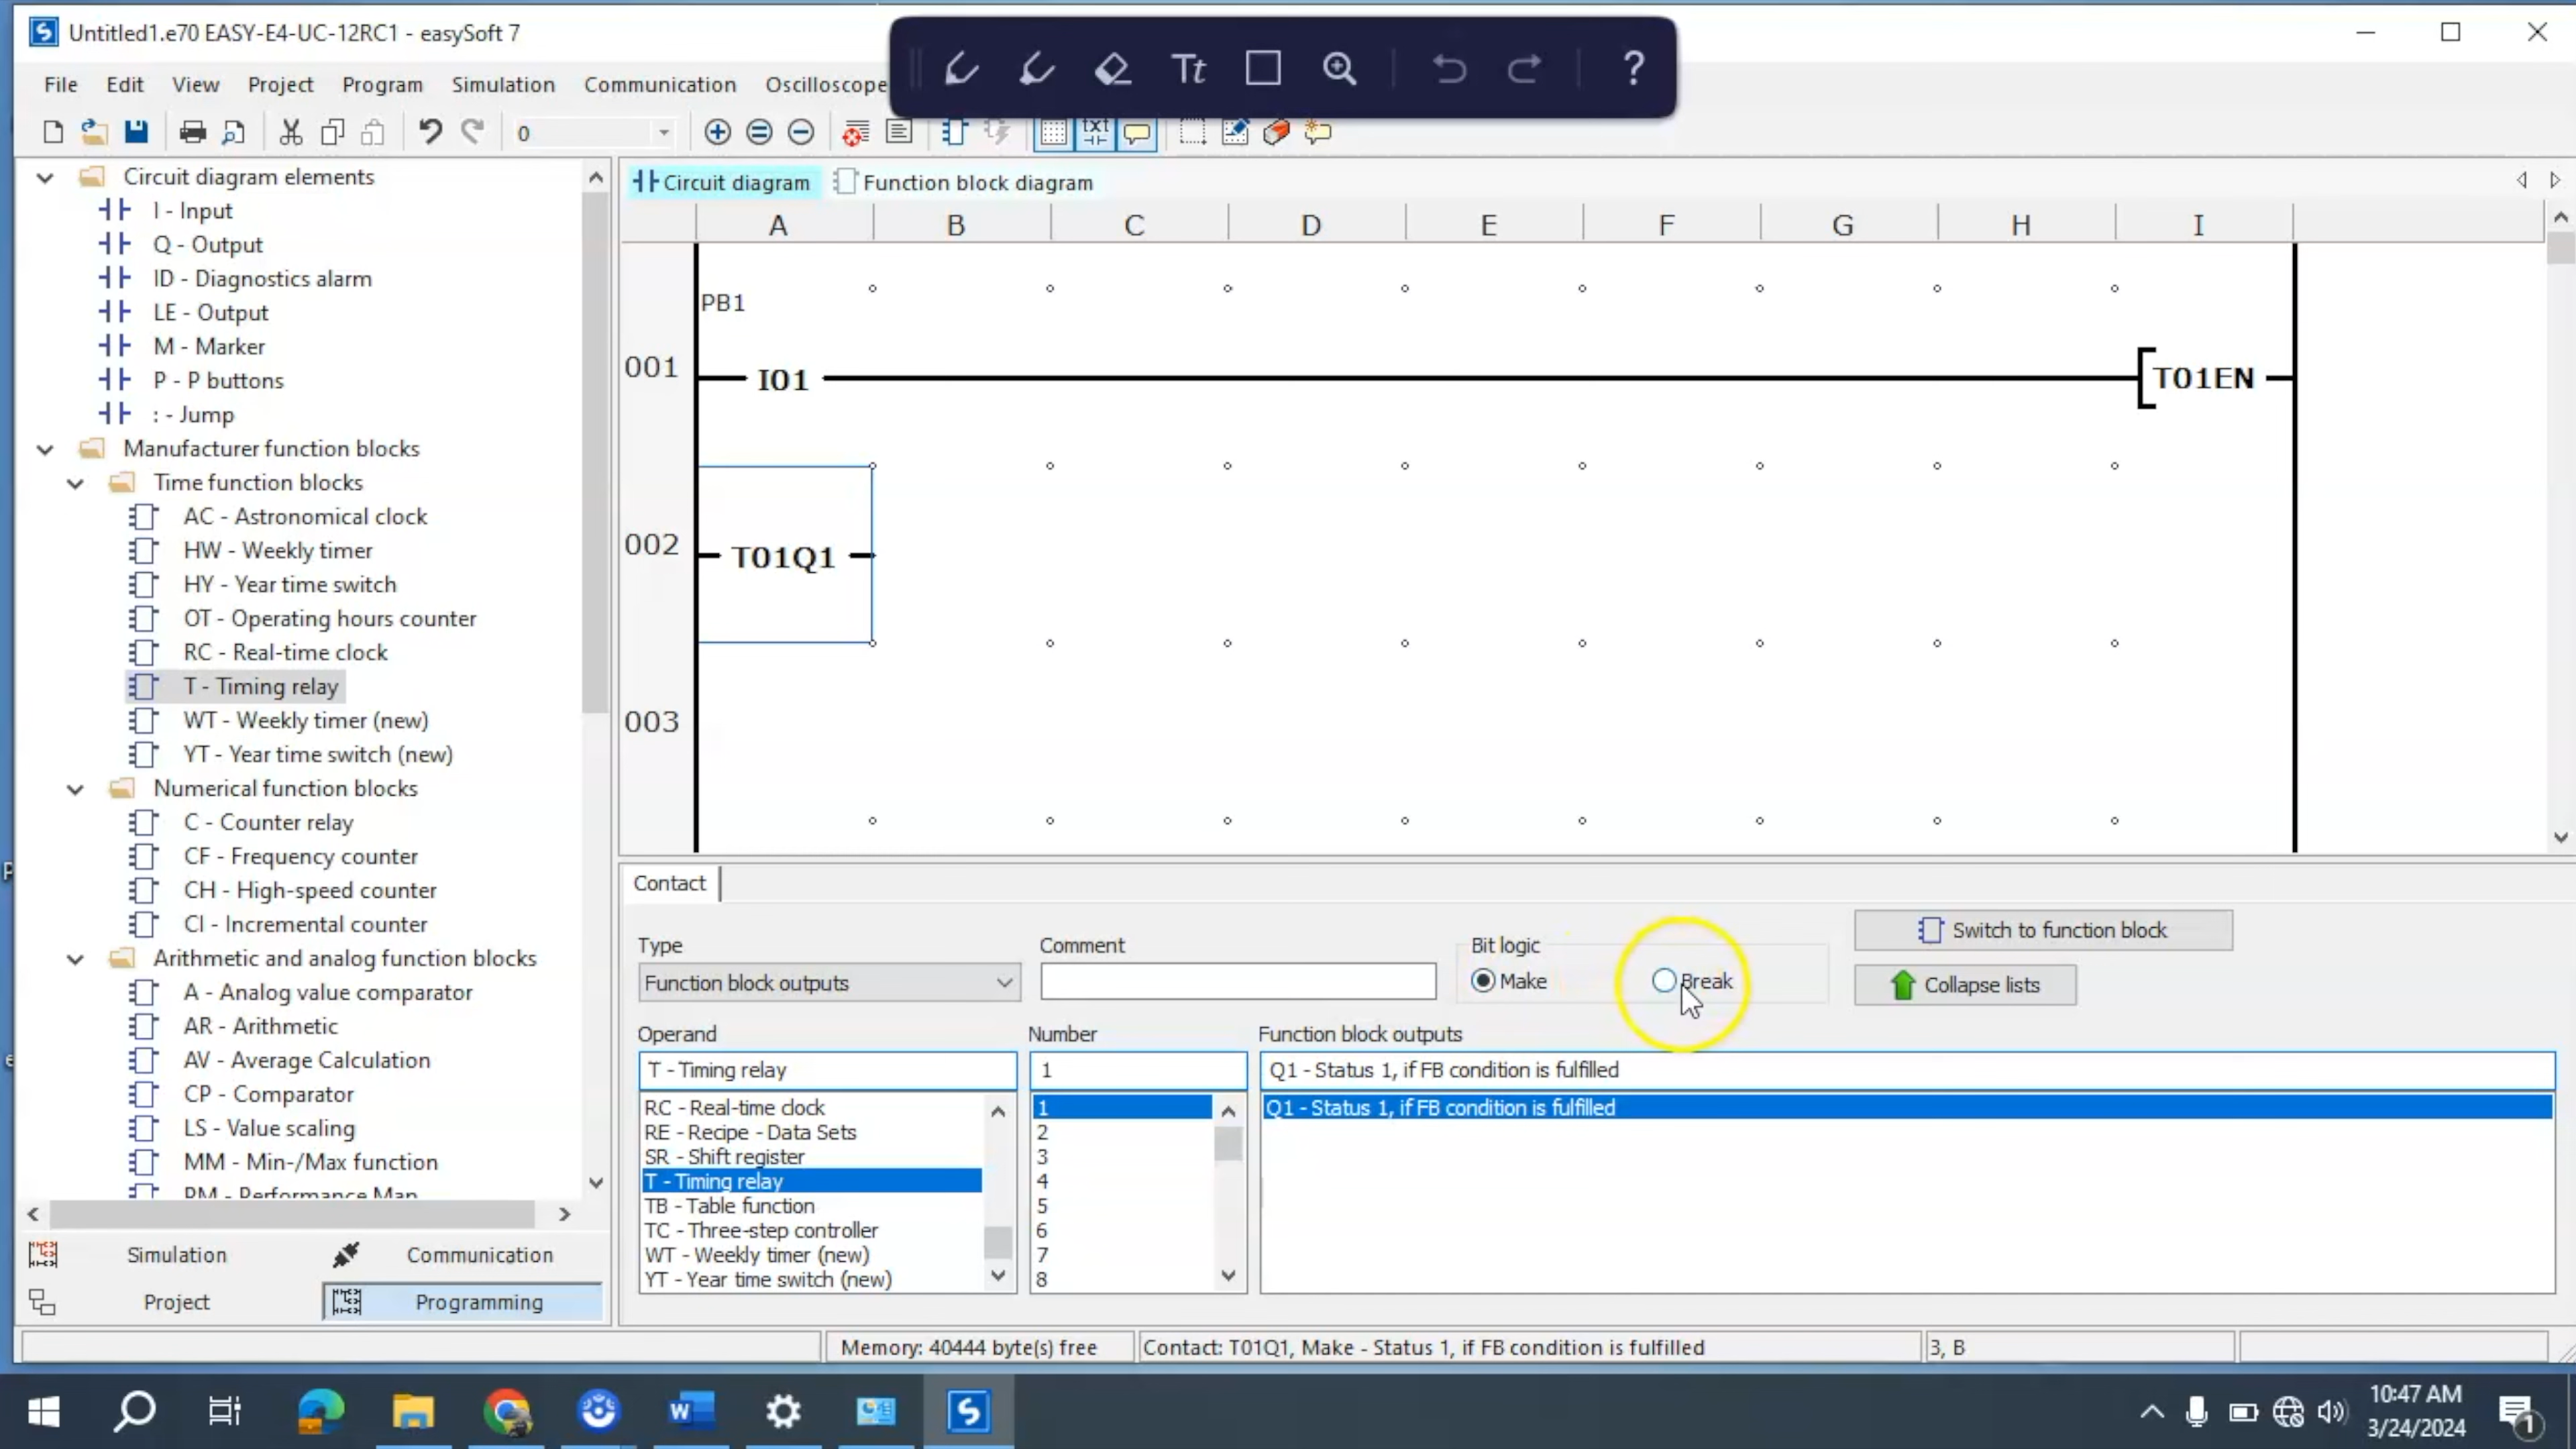 Untitled1.e70 EASY-E4-UC-12RC1 - easySoft 7
Tt
?
File Edit View Project Program Simulation Communication Oscilloscope
0
txt
Circuit diagram elements
I - Input
Q - Output
ID - Diagnostics alarm
LE - Output
M - Marker
P - P buttons
: - Jump
Manufacturer function blocks
Time function blocks
AC - Astronomical clock
HW - Weekly timer
HY - Year time switch
OT - Operating hours counter
RC - Real-time clock
T - Timing relay
WT - Weekly timer (new)
YT - Year time switch (new)
Numerical function blocks
C - Counter relay
CF - Frequency counter
CH - High-speed counter
CI - Incremental counter
Arithmetic and analog function blocks
A - Analog value comparator
AR - Arithmetic
AV - Average Calculation
CP - Comparator
LS - Value scaling
MM - Min-/Max function
PM - Performance Map
Simulation Communication
Project Programming
Circuit diagram Function block diagram
A B C D E F G H I
PB1
001 I01 T01EN
002 T01Q1
003
Contact
Type Comment Bit logic
Function block outputs Make Break
Switch to function block
Collapse lists
Operand Number Function block outputs
T - Timing relay 1 Q1 - Status 1, if FB condition is fulfilled
RC - Real-time clock 1 Q1 - Status 1, if FB condition is fulfilled
RE - Recipe - Data Sets 2
SR - Shift register 3
T - Timing relay 4
TB - Table function 5
TC - Three-step controller 6
WT - Weekly timer (new) 7
YT - Year time switch (new) 8
Memory: 40444 byte(s) free Contact: T01Q1, Make - Status 1, if FB condition is fulfilled 3, B
10:47 AM
3/24/2024
1